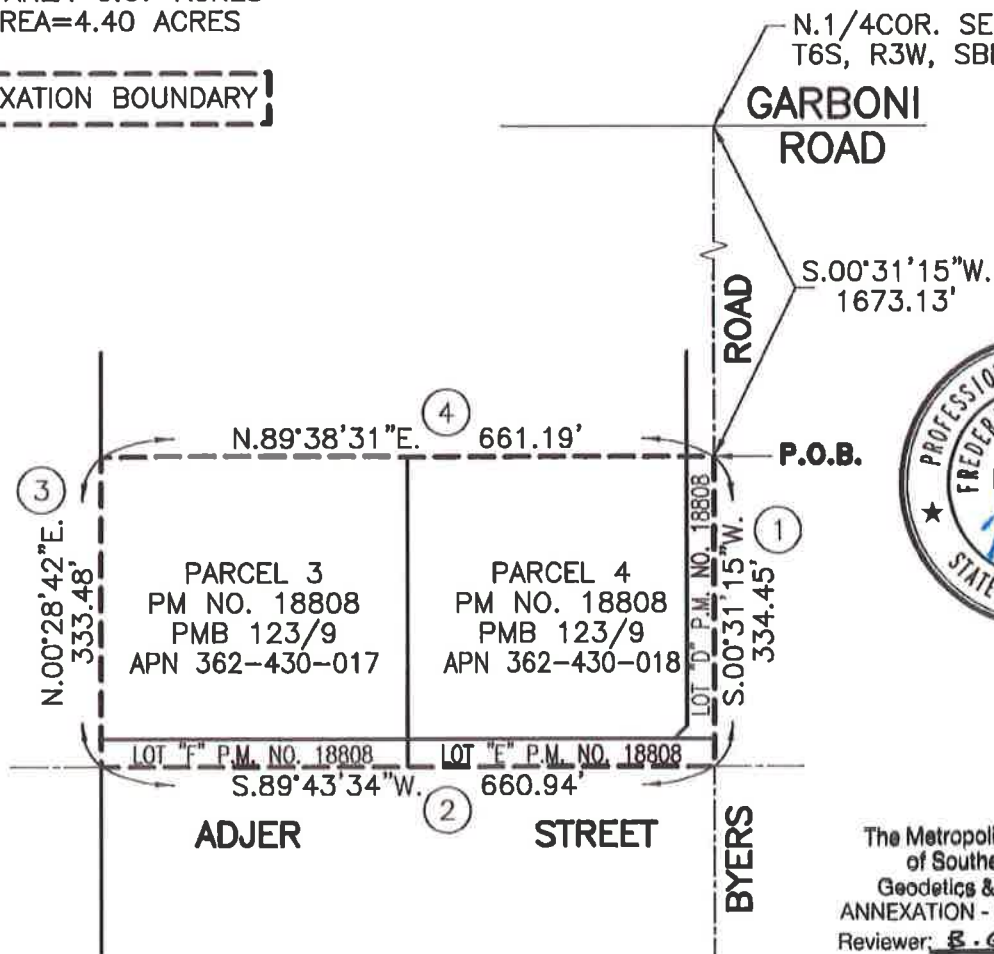 REA=4.40 ACRES
XATION BOUNDARY
N.1/4COR. SE
T6S, R3W, SB
GARBONI
ROAD
S.00°31'15"W.
1673.13'
ROAD
4
N.89°38'31"E. 661.19'
P.O.B.
3
N.00°28'42"E.
333.48'
PARCEL 3
PM NO. 18808
PMB 123/9
APN 362-430-017
PARCEL 4
PM NO. 18808
PMB 123/9
APN 362-430-018
LOT "D" P.M. NO. 18808
S.00°31'15"W.
334.45'
1
LOT "F" P.M. NO. 18808
LOT "E" P.M. NO. 18808
S.89°43'34"W. 660.94'
2
ADJER STREET
BYERS
PROFESSIO
FREDER
STATE
The Metropoli
of Southe
Geodetics &
ANNEXATION -
Reviewer: B.